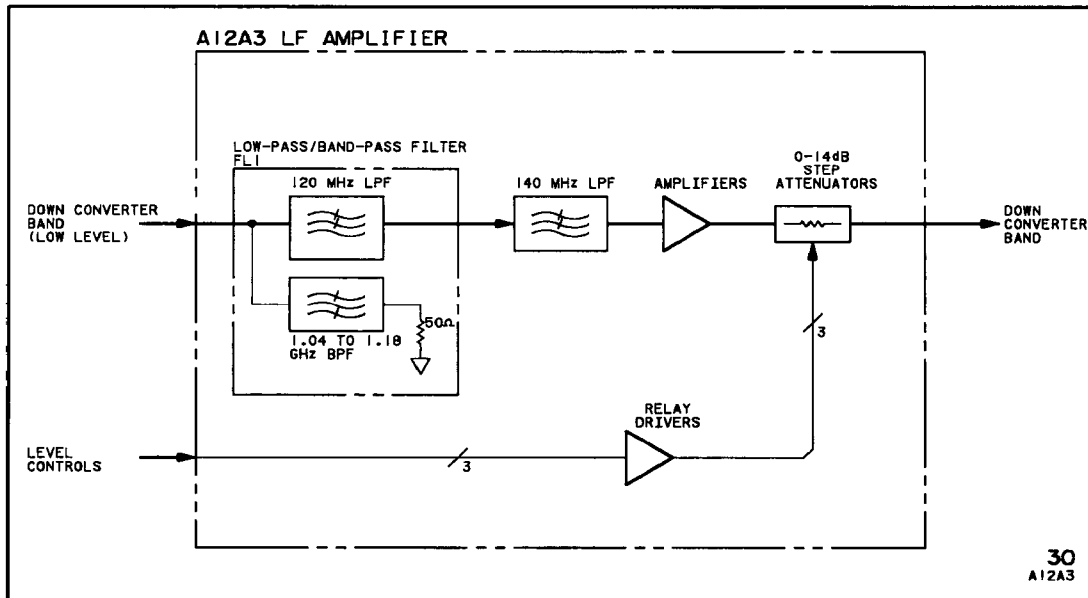 A12A3 LF AMPLIFIER
LOW-PASS/BAND-PASS FILTER
FL1
120 MHz LPF
140 MHz LPF
AMPLIFIERS
0-14dB
STEP
ATTENUATORS
DOWN CONVERTER
BAND
(LOW LEVEL)
DOWN
CONVERTER
BAND
50Ω
1.04 TO 1.18
GHz BPF
3
RELAY
DRIVERS
LEVEL
CONTROLS
3
30
A12A3